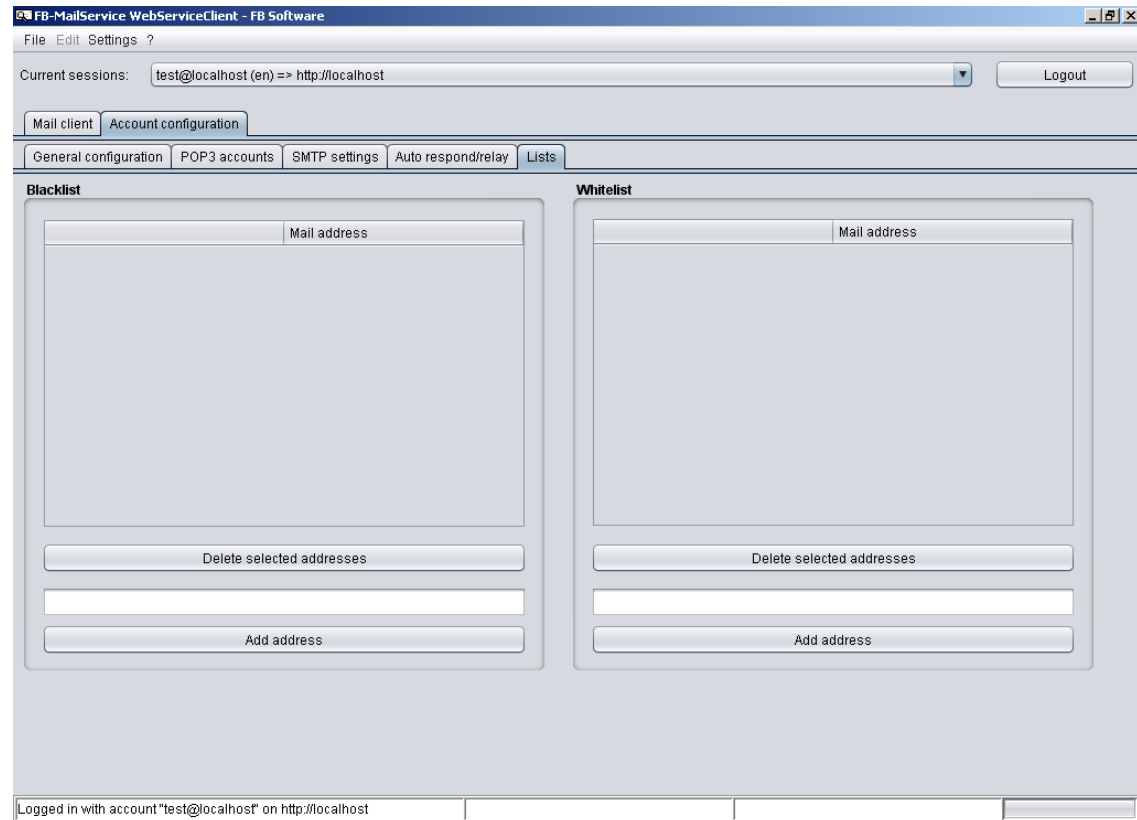 FB-MailService WebServiceClient - FB Software
File Edit Settings ?
Current sessions: test@localhost (en) => http://localhost Logout
Mail client Account configuration
General configuration POP3 accounts SMTP settings Auto respond/relay Lists
Blacklist Whitelist
Mail address Mail address
Delete selected addresses Delete selected addresses
Add address Add address
Logged in with account "test@localhost" on http://localhost